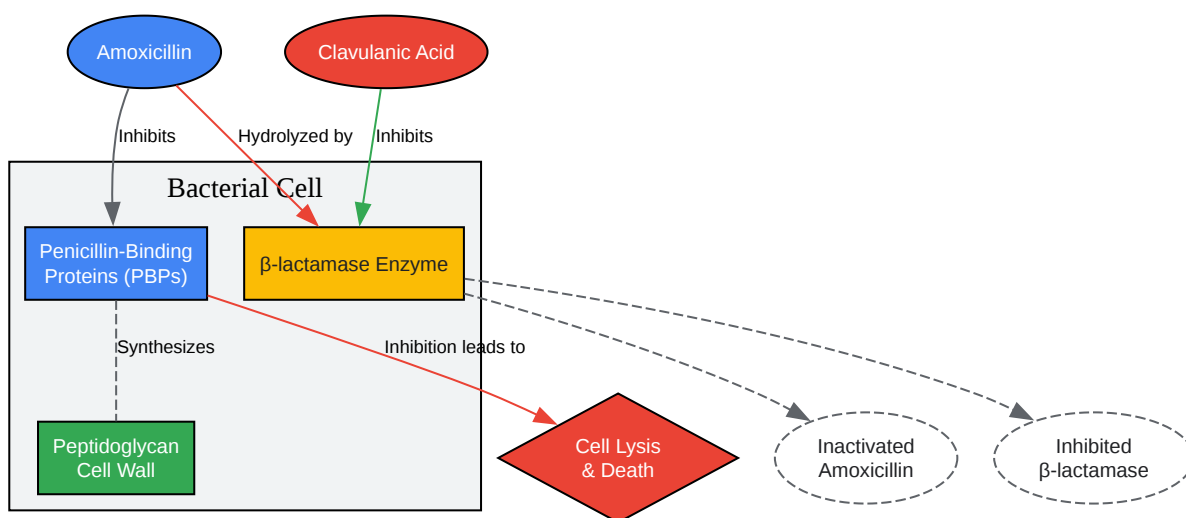 Amoxicillin
Clavulanic Acid
Inhibits
Hydrolyzed by
Inhibits
Bacterial Cell
Penicillin-Binding
Proteins (PBPs)
β-lactamase Enzyme
Synthesizes
Inhibition leads to
Peptidoglycan
Cell Wall
Cell Lysis
& Death
Inactivated
Amoxicillin
Inhibited
β-lactamase